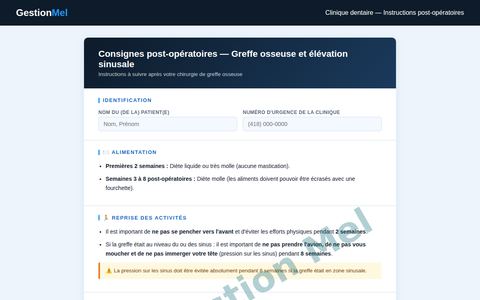 GestionMel
Clinique dentaire — Instructions post-opératoires
Consignes post-opératoires — Greffe osseuse et élévation
sinusale
Instructions à suivre après votre chirurgie de greffe osseuse
IDENTIFICATION
NOM DU (DE LA) PATIENT(E)
NUMÉRO D'URGENCE DE LA CLINIQUE
Nom, Prénom
(418) 000-0000
🍽️ ALIMENTATION
• Premières 2 semaines : Diète liquide ou très molle (aucune mastication).
• Semaines 3 à 8 post-opératoires : Diète molle (les aliments doivent pouvoir être écrasés avec une
fourchette).
🏃 REPRISE DES ACTIVITÉS
• Il est important de ne pas se pencher vers l'avant et d'éviter les efforts physiques pendant 2 semaines.
• Si la greffe était au niveau du ou des sinus : il est important de ne pas prendre l'avion, de ne pas vous
moucher et de ne pas immerger votre tête (pression sur les sinus) pendant 8 semaines.
⚠️ La pression sur les sinus doit être évitée absolument pendant 8 semaines si la greffe était en zone sinusale.
stion Mel